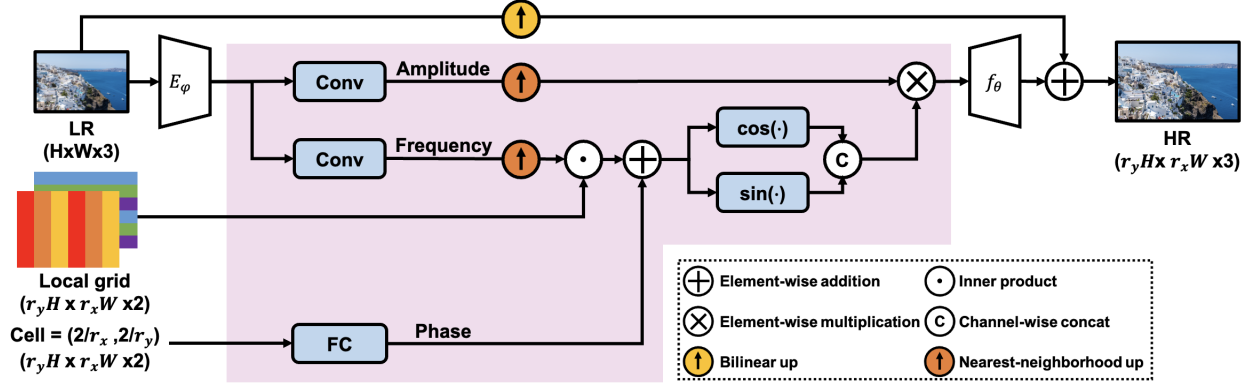 LR
(HxWx3)
E_φ
Conv
Amplitude
Conv
Frequency
cos(·)
sin(·)
C
f_θ
HR
(r_yHx r_xW x3)
Local grid
(r_yH x r_xW x2)
Cell = (2/r_x ,2/r_y)
(r_yH x r_xW x2)
FC
Phase
Element-wise addition
Inner product
Element-wise multiplication
C
Channel-wise concat
Bilinear up
Nearest-neighborhood up